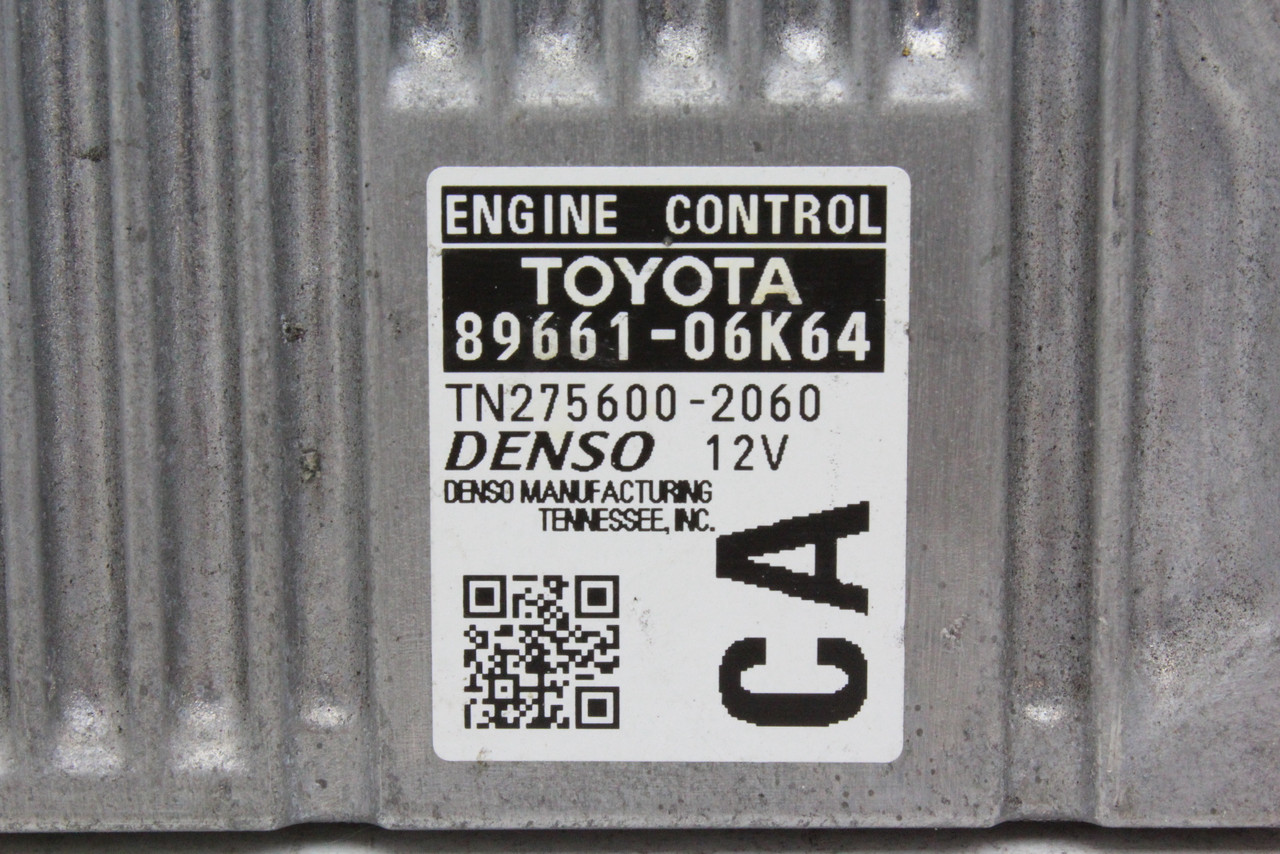 ENGINE CONTROL
TOYOTA
89661-06K64
TN275600-2060
DENSO 12V
DENSO MANUFACTURING
TENNESSEE, INC.
CA